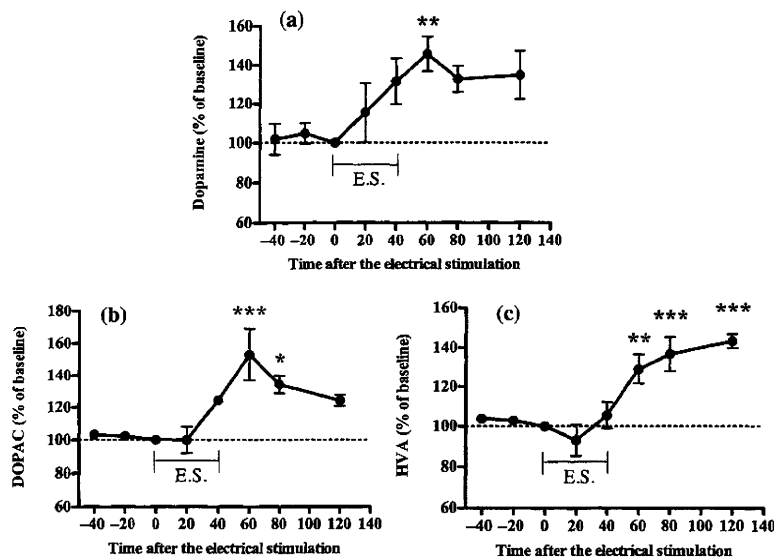 (a)
**
Dopamine (% of baseline)
160
140
120
100
80
60
E.S.
−40 −20 0 20 40 60 80 100 120 140
Time after the electrical stimulation
(b)
***
*
DOPAC (% of baseline)
180
160
140
120
100
80
60
E.S.
−40 −20 0 20 40 60 80 100 120 140
Time after the electrical stimulation
(c)
**
***
***
HVA (% of baseline)
160
140
120
100
80
60
E.S.
−40 −20 0 20 40 60 80 100 120 140
Time after the electrical stimulation